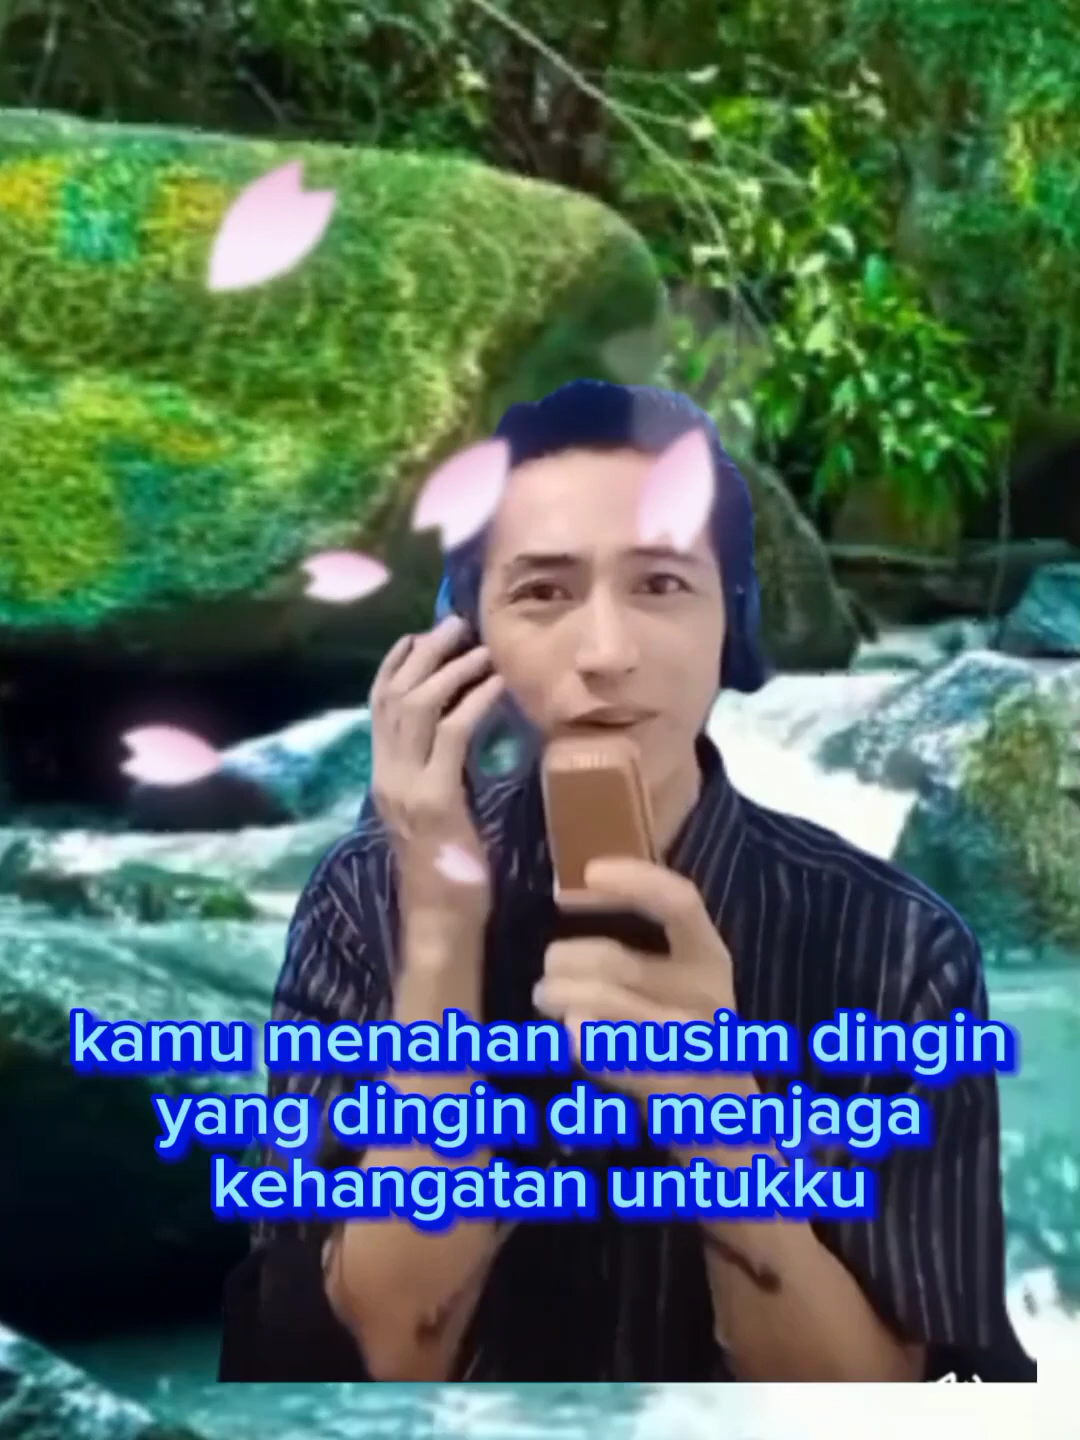 kamu menahan musim dingin
yang dingin dn menjaga
kehangatan untukku